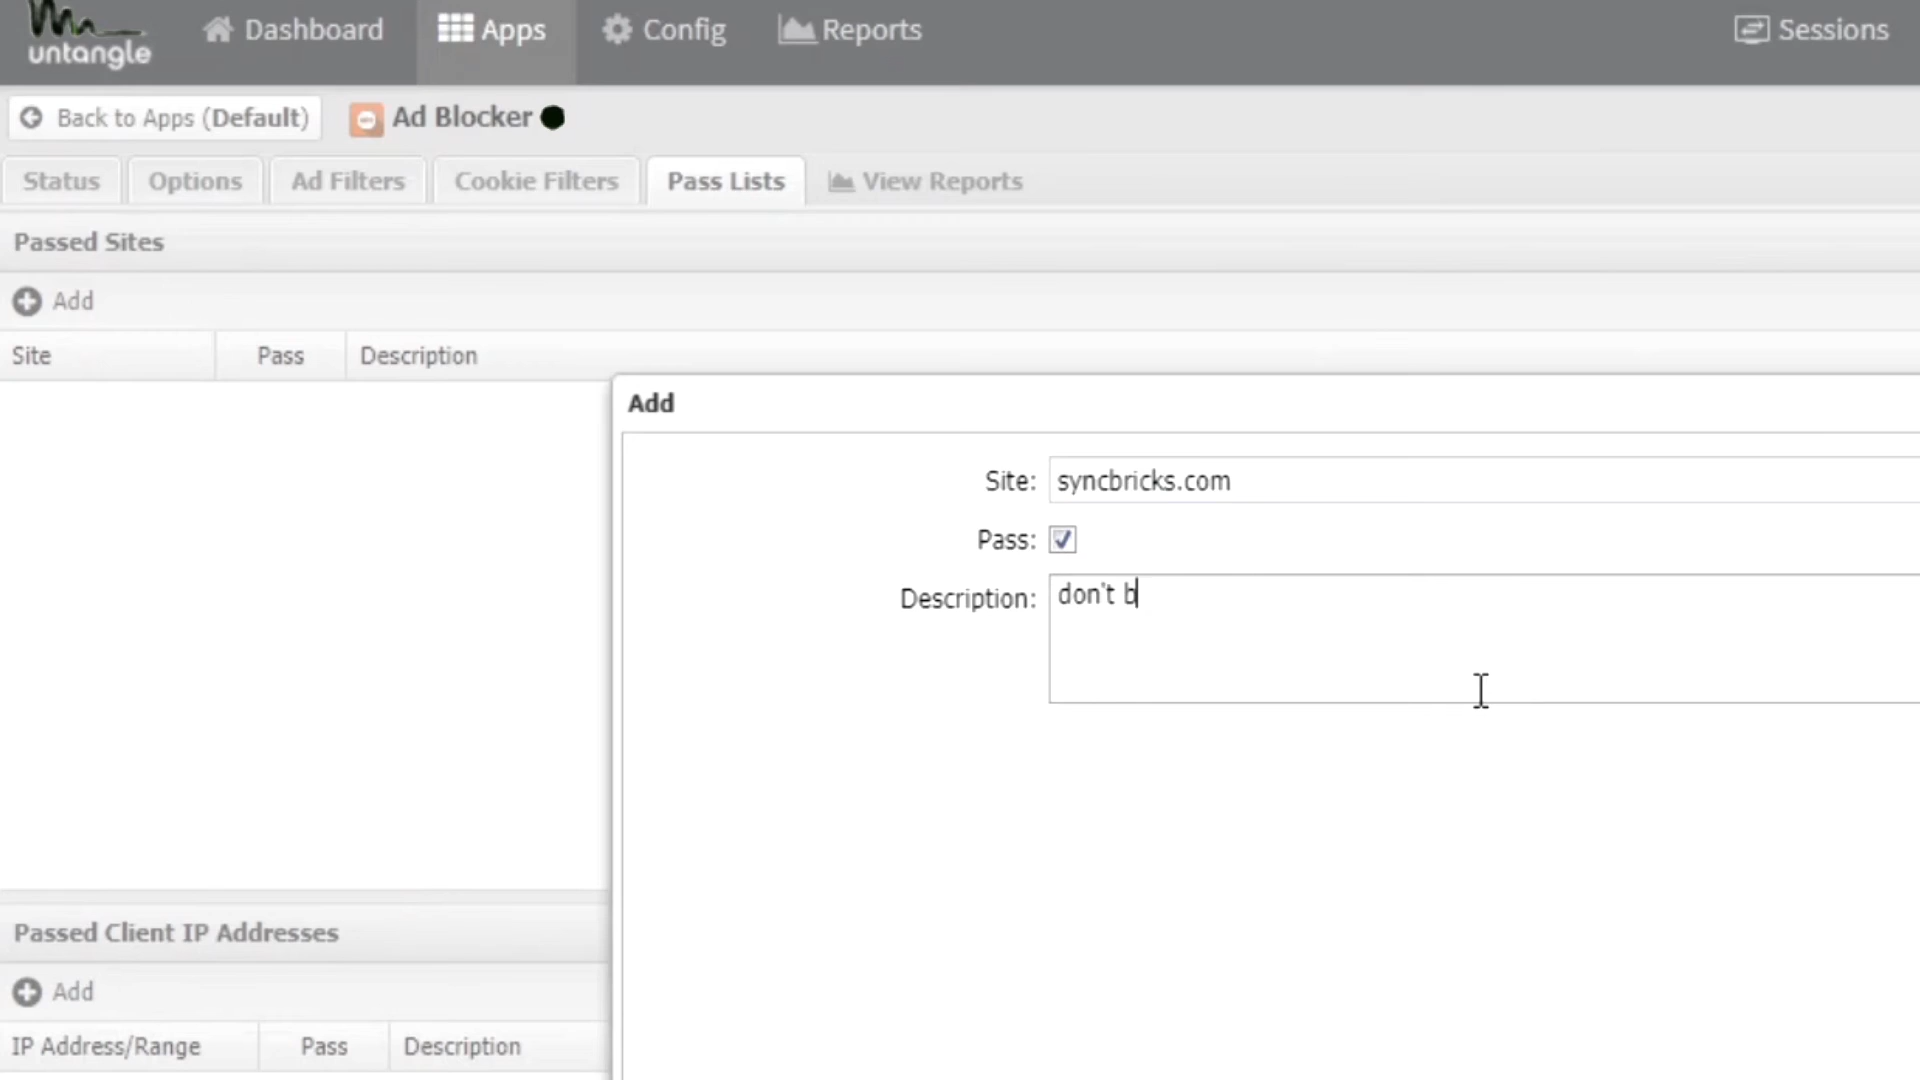 untangle
Dashboard
Apps
Config
Reports
Sessions
Back to Apps (Default)
Ad Blocker
Status
Options
Ad Filters
Cookie Filters
Pass Lists
View Reports
Passed Sites
Add
Site
Pass
Description
Add
Site: syncbricks.com
Pass:
Description: don't b
Passed Client IP Addresses
Add
IP Address/Range
Pass
Description